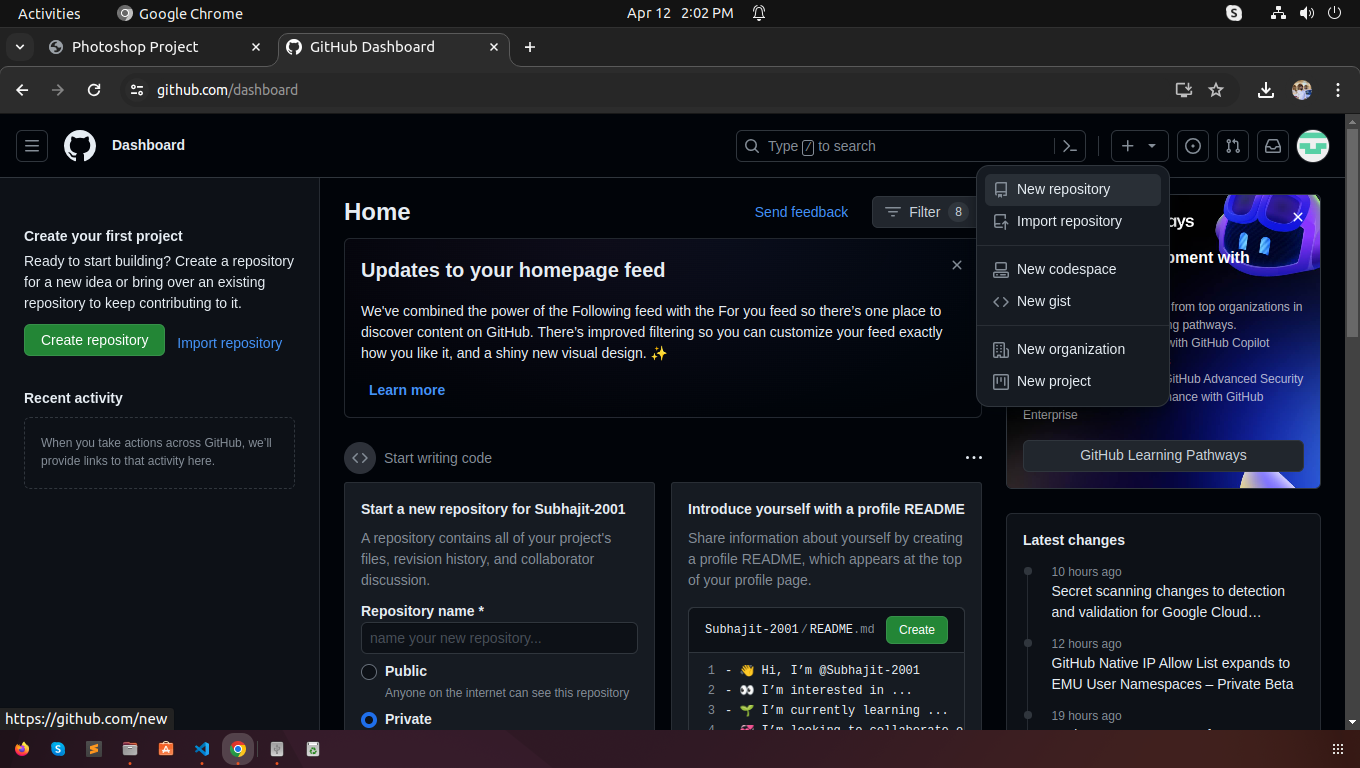 Activities
Google Chrome
Apr 12 2:02 PM
Photoshop Project
GitHub Dashboard
github.com/dashboard
Dashboard
Type / to search
New repository
Import repository
New codespace
New gist
New organization
New project
Create your first project
Ready to start building? Create a repository
for a new idea or bring over an existing
repository to keep contributing to it.
Create repository
Import repository
Recent activity
When you take actions across GitHub, we'll
provide links to that activity here.
Home
Send feedback
Filter 8
Updates to your homepage feed
We've combined the power of the Following feed with the For you feed so there's one place to
discover content on GitHub. There's improved filtering so you can customize your feed exactly
how you like it, and a shiny new visual design. ✨
Learn more
Start writing code
Start a new repository for Subhajit-2001
A repository contains all of your project's
files, revision history, and collaborator
discussion.
Repository name *
name your new repository...
Public
Anyone on the internet can see this repository
Private
Introduce yourself with a profile README
Share information about yourself by creating
a profile README, which appears at the top
of your profile page.
Subhajit-2001/README.md
Create
1 - 👋 Hi, I'm @Subhajit-2001
2 - 👀 I'm interested in ...
3 - 🌱 I'm currently learning ...
4 - 💞️ I'm looking to collaborate o
with
from top organizations in
pathways.
with GitHub Copilot
GitHub Advanced Security
with GitHub
Enterprise
GitHub Learning Pathways
Latest changes
10 hours ago
Secret scanning changes to detection
and validation for Google Cloud…
12 hours ago
GitHub Native IP Allow List expands to
EMU User Namespaces – Private Beta
19 hours ago
https://github.com/new